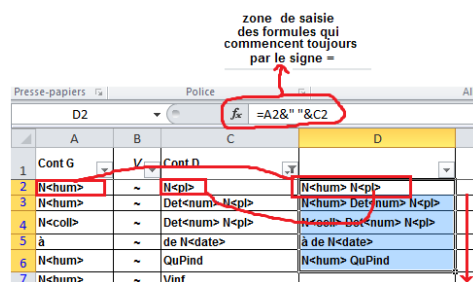 zone de saisie
des formules qui
commencent toujours
par le signe =
Presse-papiers Police Al
D2 fx =A2&" "&C2
A B C D
1 Cont G V Cont D
2 N<hum> ~ N<pl> N<hum> N<pl>
3 N<hum> ~ Det<num> N<pl> N<hum> Det<num> N<pl>
4 N<coll> ~ Det<num> N<pl> N<coll> Det<num> N<pl>
5 à ~ de N<date> à de N<date>
6 N<hum> ~ QuPind N<hum> QuPind
7 N<hum> ~ Vinf